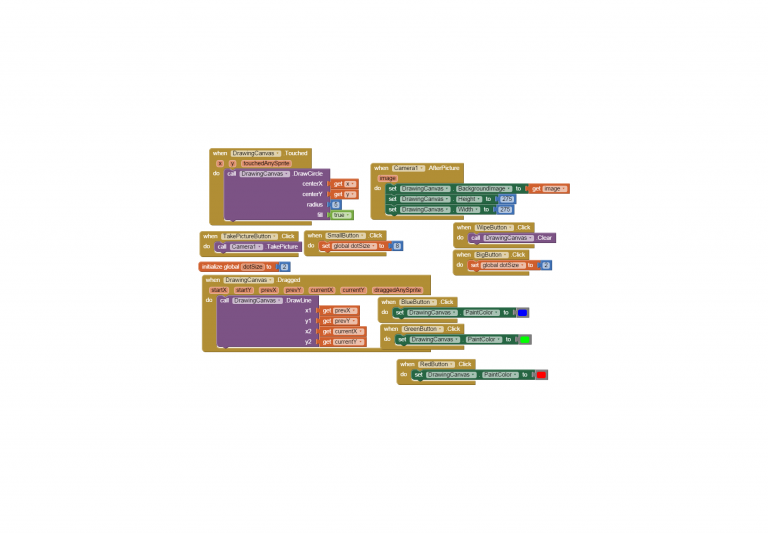 when DrawingCanvas .Touched
x y touchedAnySprite
do call DrawingCanvas .DrawCircle
centerX get x
centerY get y
radius 5
fill true
when Camera1 .AfterPicture
image
do set DrawingCanvas . BackgroundImage to get image
set DrawingCanvas . Height to 275
set DrawingCanvas . Width to 275
when TakePictureButton .Click
do call Camera1 .TakePicture
when SmallButton .Click
do set global dotSize to 8
when WipeButton .Click
do call DrawingCanvas .Clear
when BigButton .Click
do set global dotSize to 2
initialize global dotSize to 2
when DrawingCanvas .Dragged
startX startY prevX prevY currentX currentY draggedAnySprite
do call DrawingCanvas .DrawLine
x1 get prevX
y1 get prevY
x2 get currentX
y2 get currentY
when BlueButton .Click
do set DrawingCanvas . PaintColor to
when GreenButton .Click
do set DrawingCanvas . PaintColor to
when RedButton .Click
do set DrawingCanvas . PaintColor to